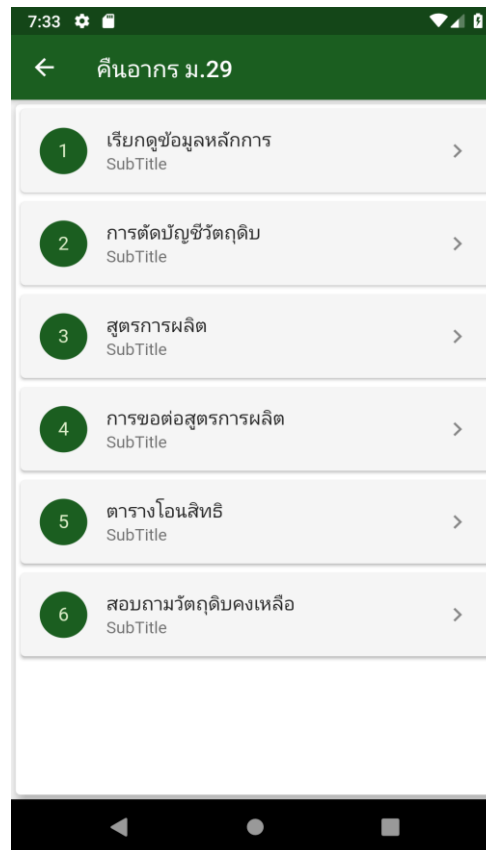 7:33
คืนอากร ม.29
1
เรียกดูข้อมูลหลักการ
SubTitle
2
การตัดบัญชีวัตถุดิบ
SubTitle
3
สูตรการผลิต
SubTitle
4
การขอต่อสูตรการผลิต
SubTitle
5
ตารางโอนสิทธิ
SubTitle
6
สอบถามวัตถุดิบคงเหลือ
SubTitle